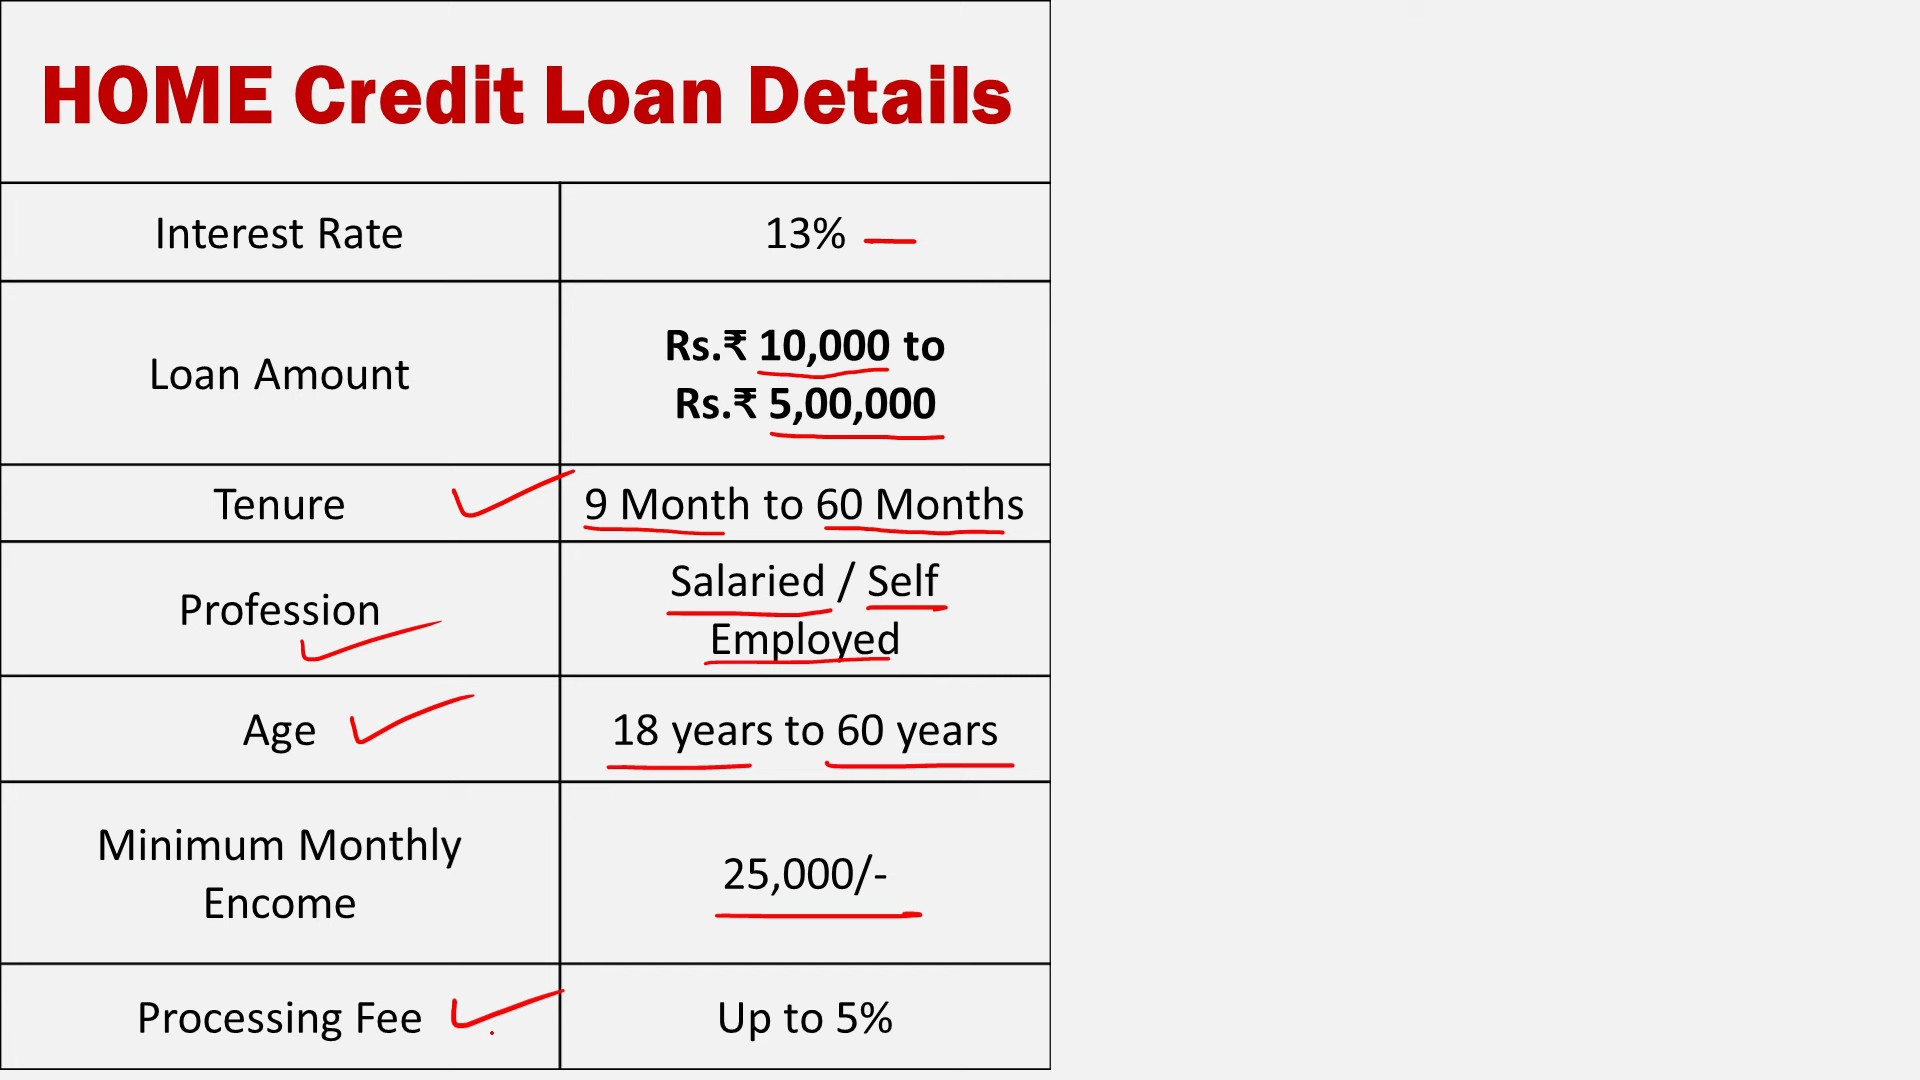 HOME Credit Loan Details
Interest Rate
13%
Loan Amount
Rs.₹ 10,000 to
Rs.₹ 5,00,000
Tenure
9 Month to 60 Months
Profession
Salaried / Self
Employed
Age
18 years to 60 years
Minimum Monthly
Encome
25,000/-
Processing Fee
Up to 5%